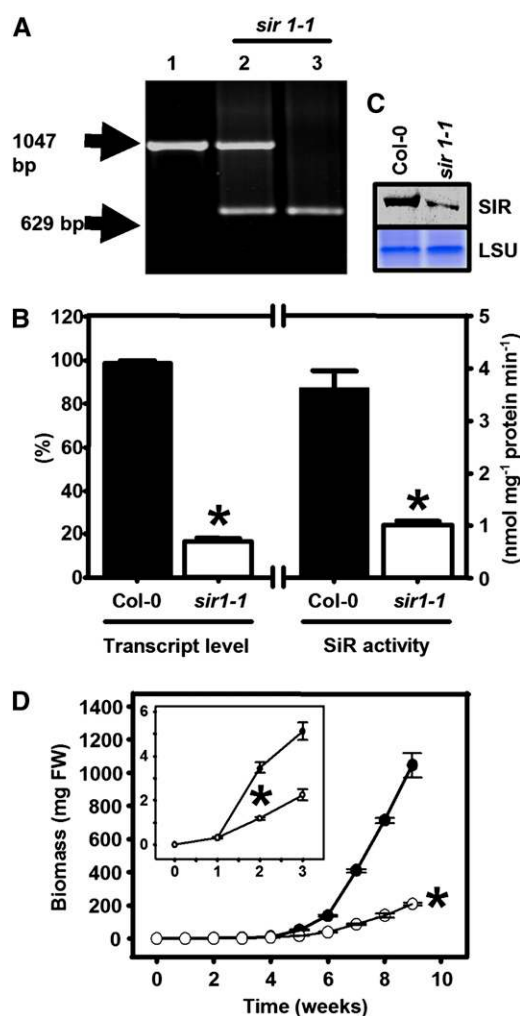 A
sir 1-1
1 2 3
1047
bp
629 bp
C
Col-0 sir 1-1
SIR
LSU
B
120
100
80
60
40
20
0
(%)
5
4
3
2
1
0
(nmol mg⁻¹ protein min⁻¹)
*
*
Col-0 sir1-1 Col-0 sir1-1
Transcript level SiR activity
D
1400
1200
1000
800
600
400
200
0
Biomass (mg FW)
6
4
2
0
0 1 2 3
*
*
0 2 4 6 8 10
Time (weeks)